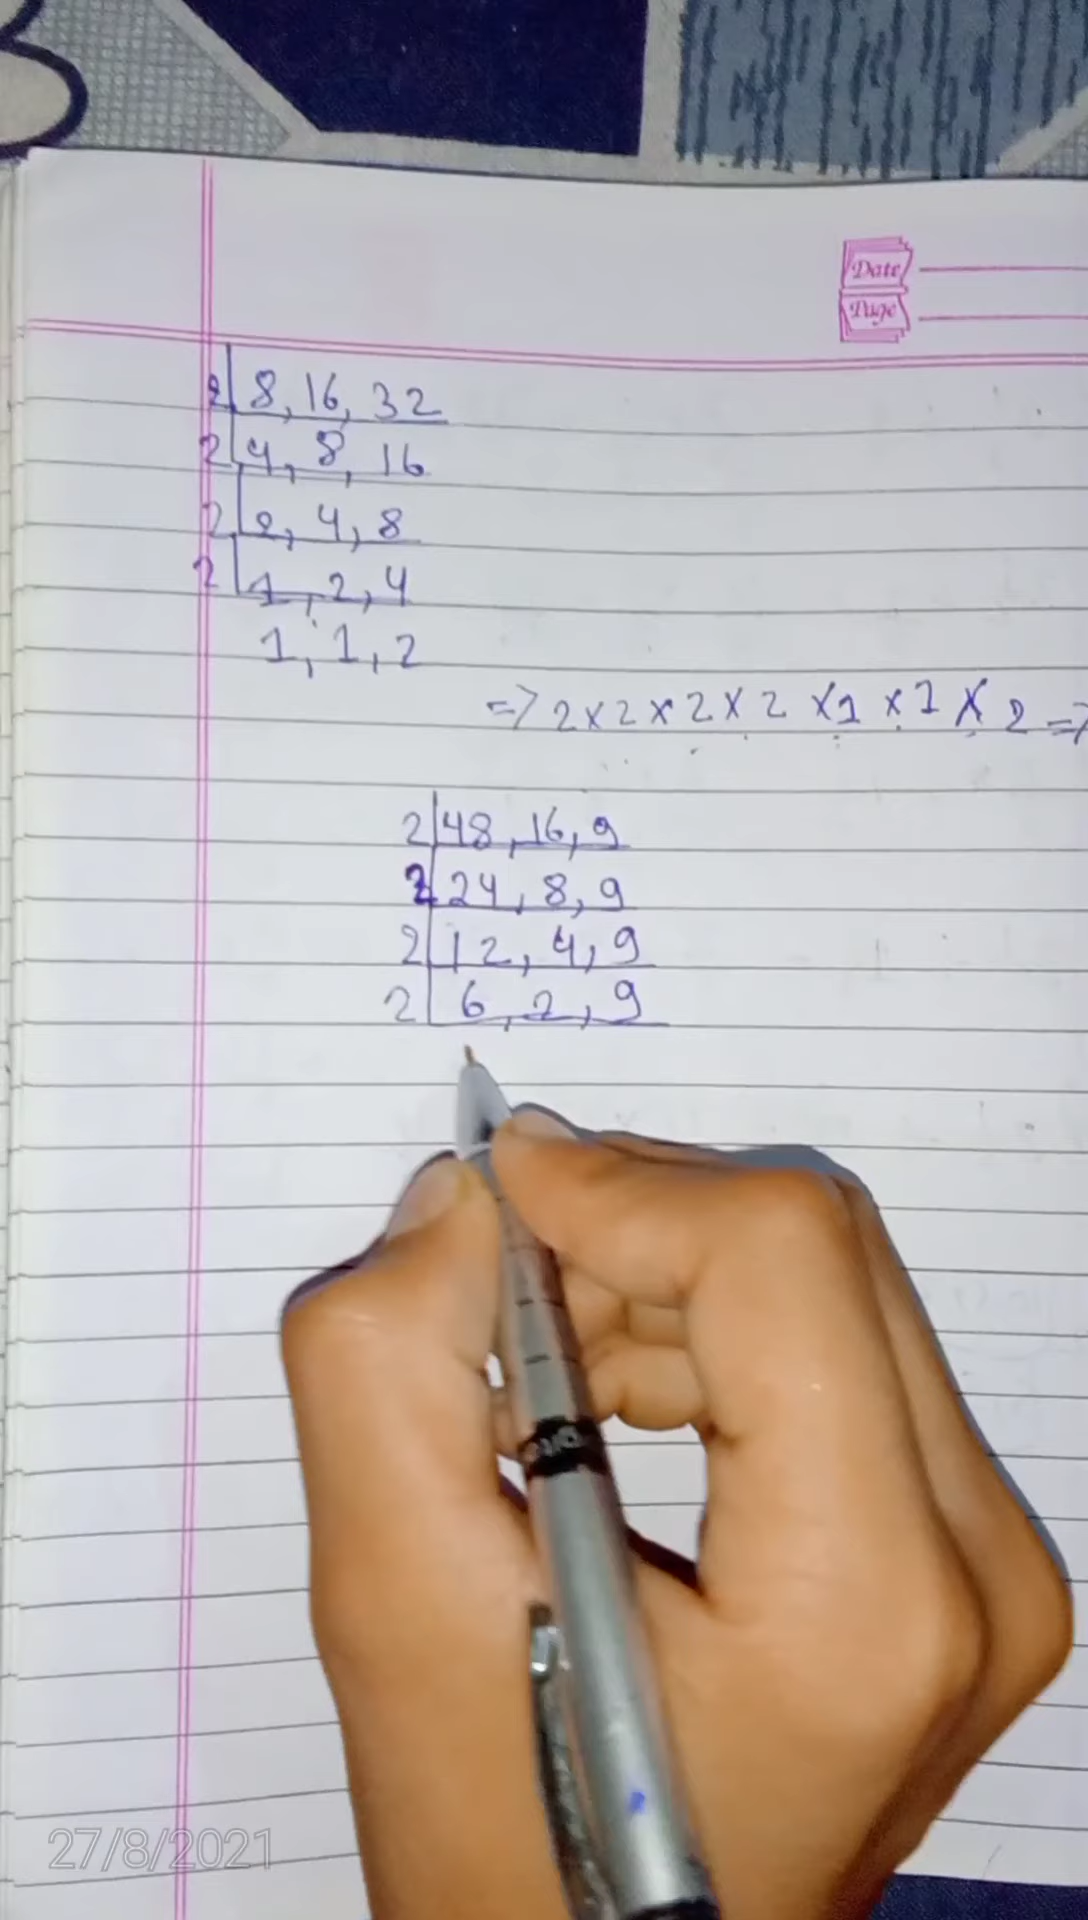 Date
Page
2 8, 16, 32
2 4, 8, 16
2 2, 4, 8
2 1, 2, 4
1, 1, 2
=> 2 × 2 × 2 × 2 × 1 × 1 × 2 =>
2 48, 16, 9
2 24, 8, 9
2 12, 4, 9
2 6, 2, 9
27/8/2021